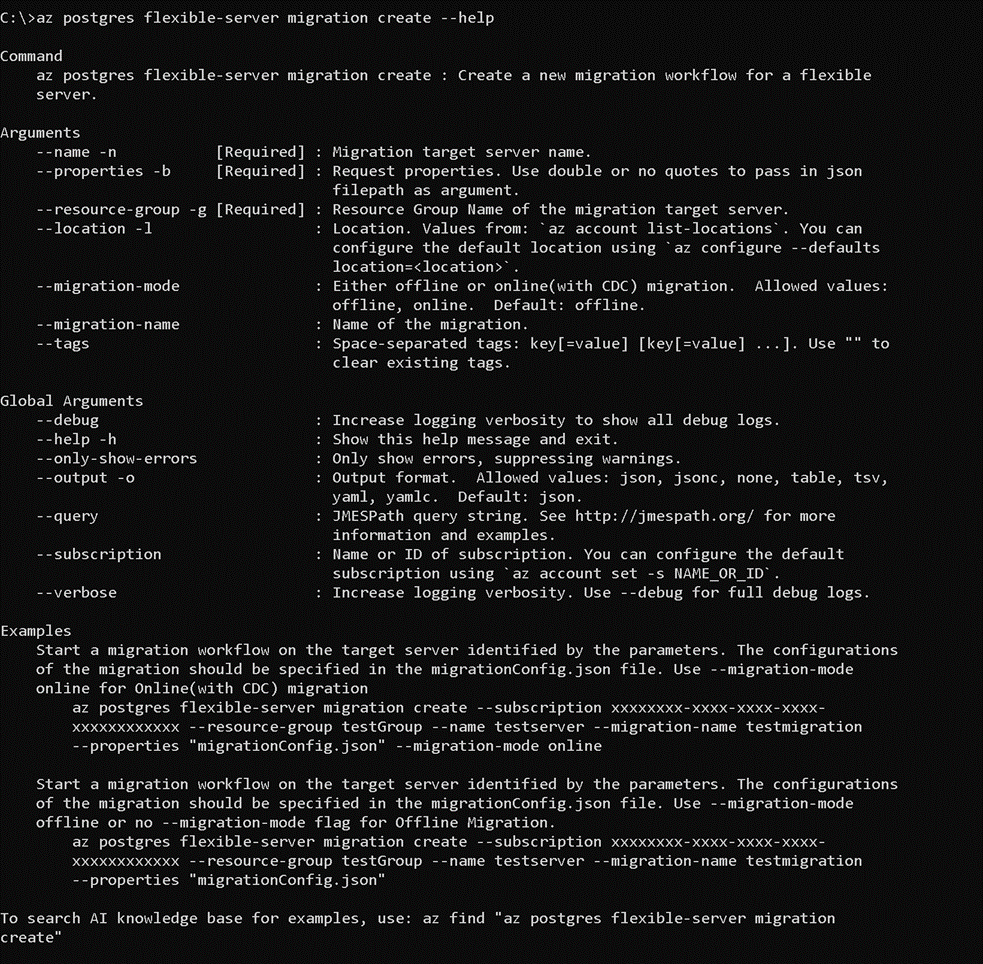 C:\>az postgres flexible-server migration create --help
Command
az postgres flexible-server migration create : Create a new migration workflow for a flexible
server.
Arguments
--name -n [Required] : Migration target server name.
--properties -b [Required] : Request properties. Use double or no quotes to pass in json
filepath as argument.
--resource-group -g [Required] : Resource Group Name of the migration target server.
--location -l : Location. Values from: `az account list-locations`. You can
configure the default location using `az configure --defaults
location=<location>`.
--migration-mode : Either offline or online(with CDC) migration.  Allowed values:
offline, online.  Default: offline.
--migration-name : Name of the migration.
--tags : Space-separated tags: key[=value] [key[=value] ...]. Use "" to
clear existing tags.
Global Arguments
--debug : Increase logging verbosity to show all debug logs.
--help -h : Show this help message and exit.
--only-show-errors : Only show errors, suppressing warnings.
--output -o : Output format.  Allowed values: json, jsonc, none, table, tsv,
yaml, yamlc.  Default: json.
--query : JMESPath query string. See http://jmespath.org/ for more
information and examples.
--subscription : Name or ID of subscription. You can configure the default
subscription using `az account set -s NAME_OR_ID`.
--verbose : Increase logging verbosity. Use --debug for full debug logs.
Examples
Start a migration workflow on the target server identified by the parameters. The configurations
of the migration should be specified in the migrationConfig.json file. Use --migration-mode
online for Online(with CDC) migration
az postgres flexible-server migration create --subscription xxxxxxxx-xxxx-xxxx-xxxx-
xxxxxxxxxxxx --resource-group testGroup --name testserver --migration-name testmigration
--properties "migrationConfig.json" --migration-mode online
Start a migration workflow on the target server identified by the parameters. The configurations
of the migration should be specified in the migrationConfig.json file. Use --migration-mode
offline or no --migration-mode flag for Offline Migration.
az postgres flexible-server migration create --subscription xxxxxxxx-xxxx-xxxx-xxxx-
xxxxxxxxxxxx --resource-group testGroup --name testserver --migration-name testmigration
--properties "migrationConfig.json"
To search AI knowledge base for examples, use: az find "az postgres flexible-server migration
create"